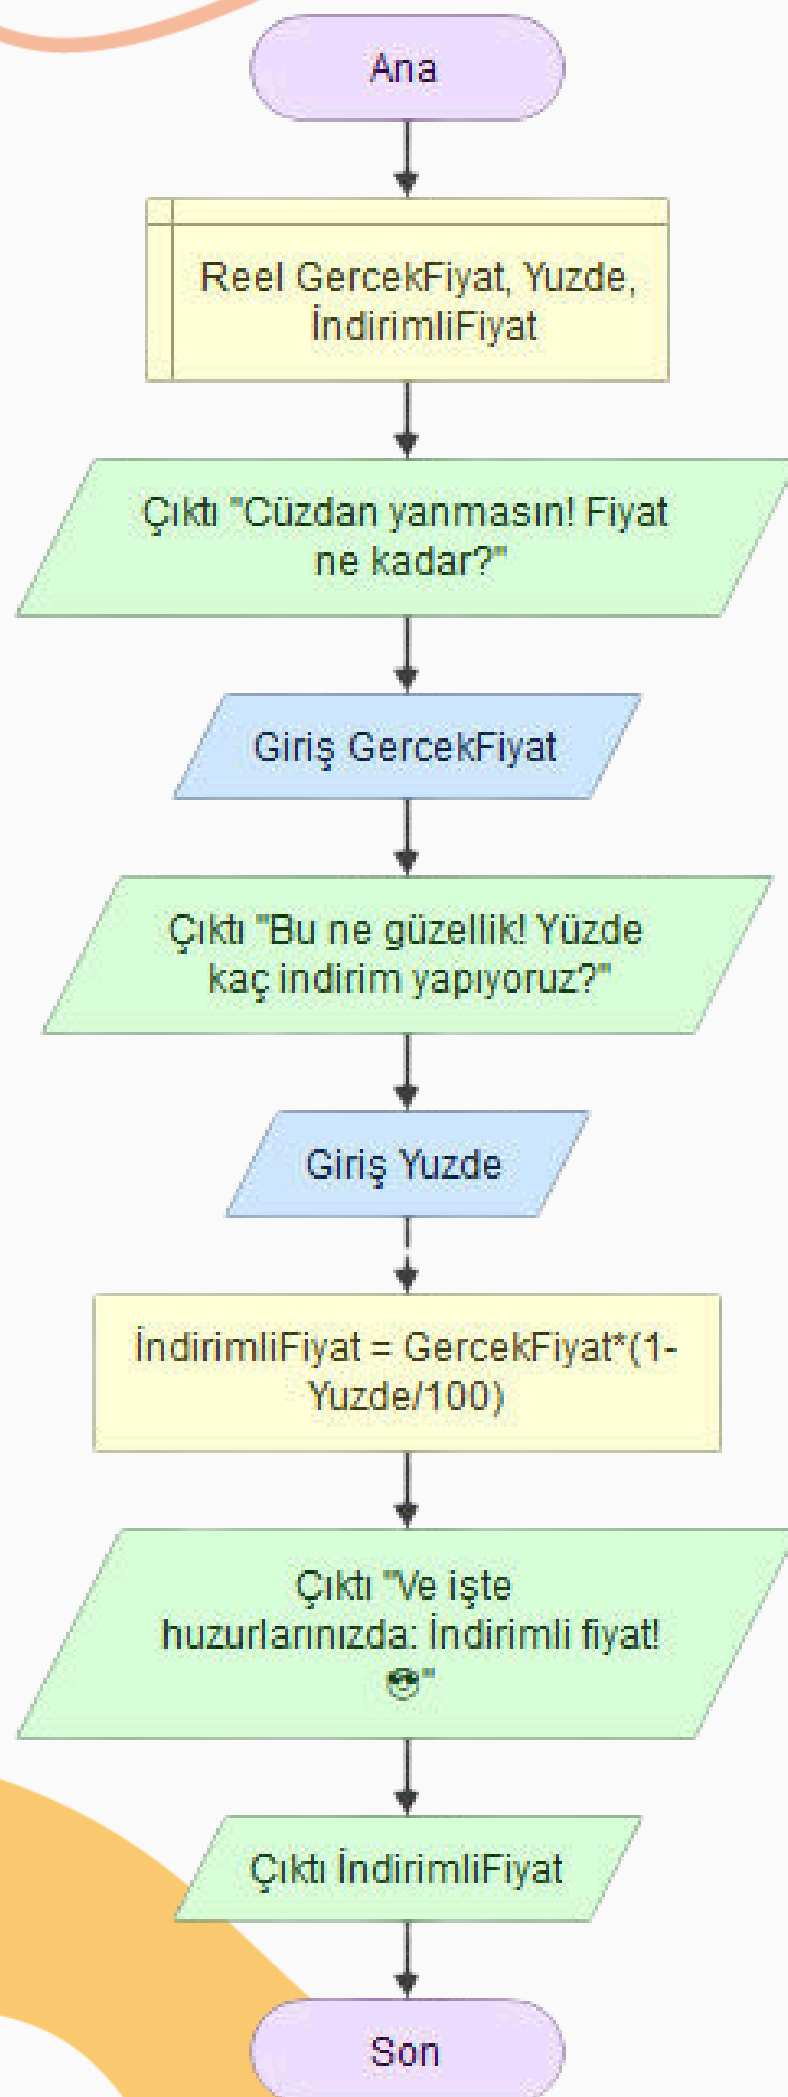 Ana
Reel GercekFiyat, Yuzde,
İndirimliFiyat
Çıktı "Cüzdan yanmasın! Fiyat
ne kadar?"
Giriş GercekFiyat
Çıktı "Bu ne güzellik! Yüzde
kaç indirim yapıyoruz?"
Giriş Yuzde
İndirimliFiyat = GercekFiyat*(1-
Yuzde/100)
Çıktı "Ve işte
huzurlarınızda: İndirimli fiyat!
😎"
Çıktı İndirimliFiyat
Son